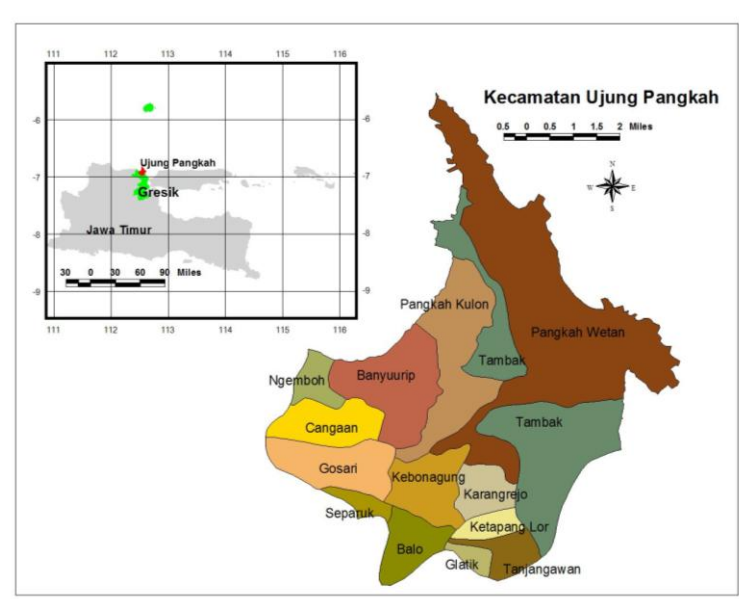 111 112 113 114 115 116
-6 -6
Ujung Pangkah
-7 -7
Gresik
Jawa Timur
-8 -8
30 0 30 60 90 Miles
-9 -9
111 112 113 114 115 116
Kecamatan Ujung Pangkah
0.5 0 0.5 1 1.5 2 Miles
N
W E
S
Pangkah Kulon
Pangkah Wetan
Tambak
Ngemboh
Banyuurip
Cangaan
Tambak
Gosari
Kebonagung
Karangrejo
Separuk
Ketapang Lor
Balo
Glatik
Tanjangawan